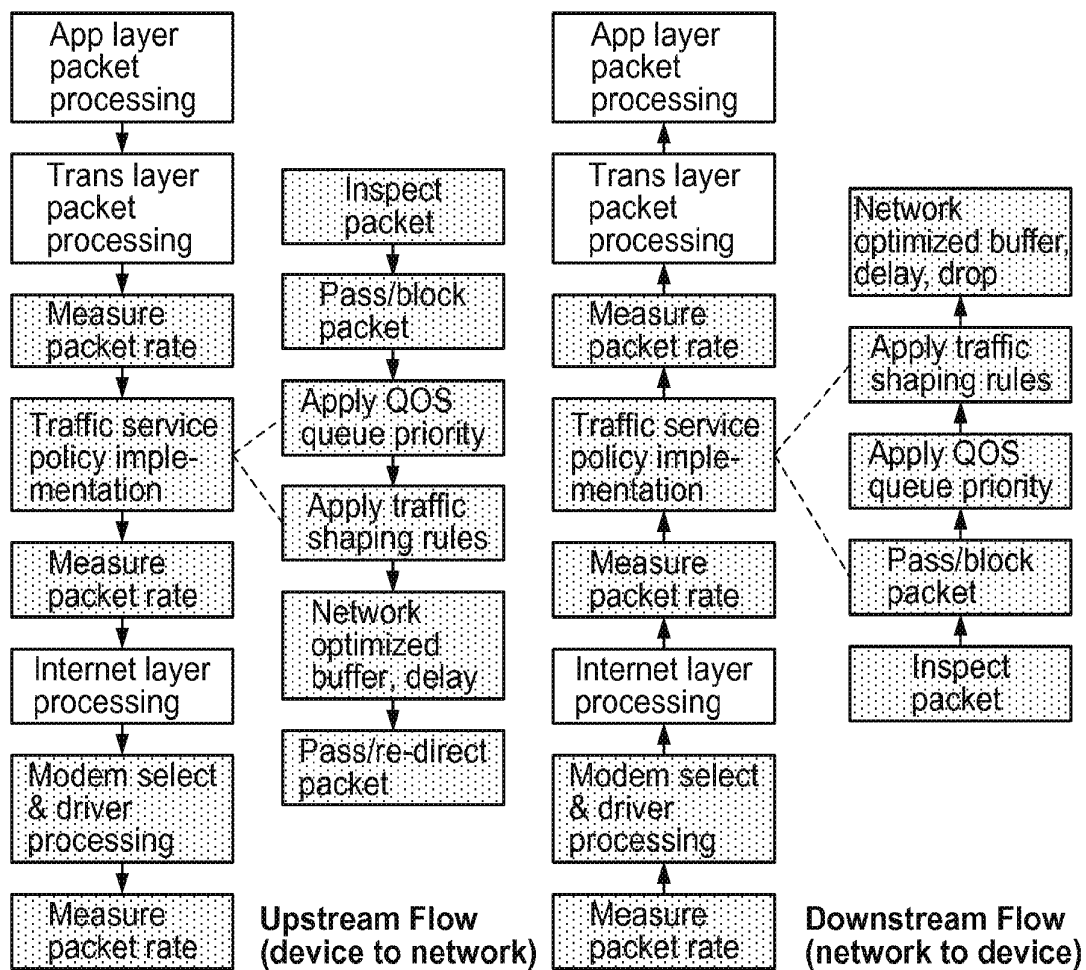 App layer
packet
processing
Trans layer
packet
processing
Measure
packet rate
Traffic service
policy imple-
mentation
Measure
packet rate
Internet layer
processing
Modem select
& driver
processing
Measure
packet rate
Inspect
packet
Pass/block
packet
Apply QOS
queue priority
Apply traffic
shaping rules
Network
optimized
buffer, delay
Pass/re-direct
packet
Upstream Flow
(device to network)
App layer
packet
processing
Trans layer
packet
processing
Measure
packet rate
Traffic service
policy imple-
mentation
Measure
packet rate
Internet layer
processing
Modem select
& driver
processing
Measure
packet rate
Network
optimized buffer,
delay, drop
Apply traffic
shaping rules
Apply QOS
queue priority
Pass/block
packet
Inspect
packet
Downstream Flow
(network to device)